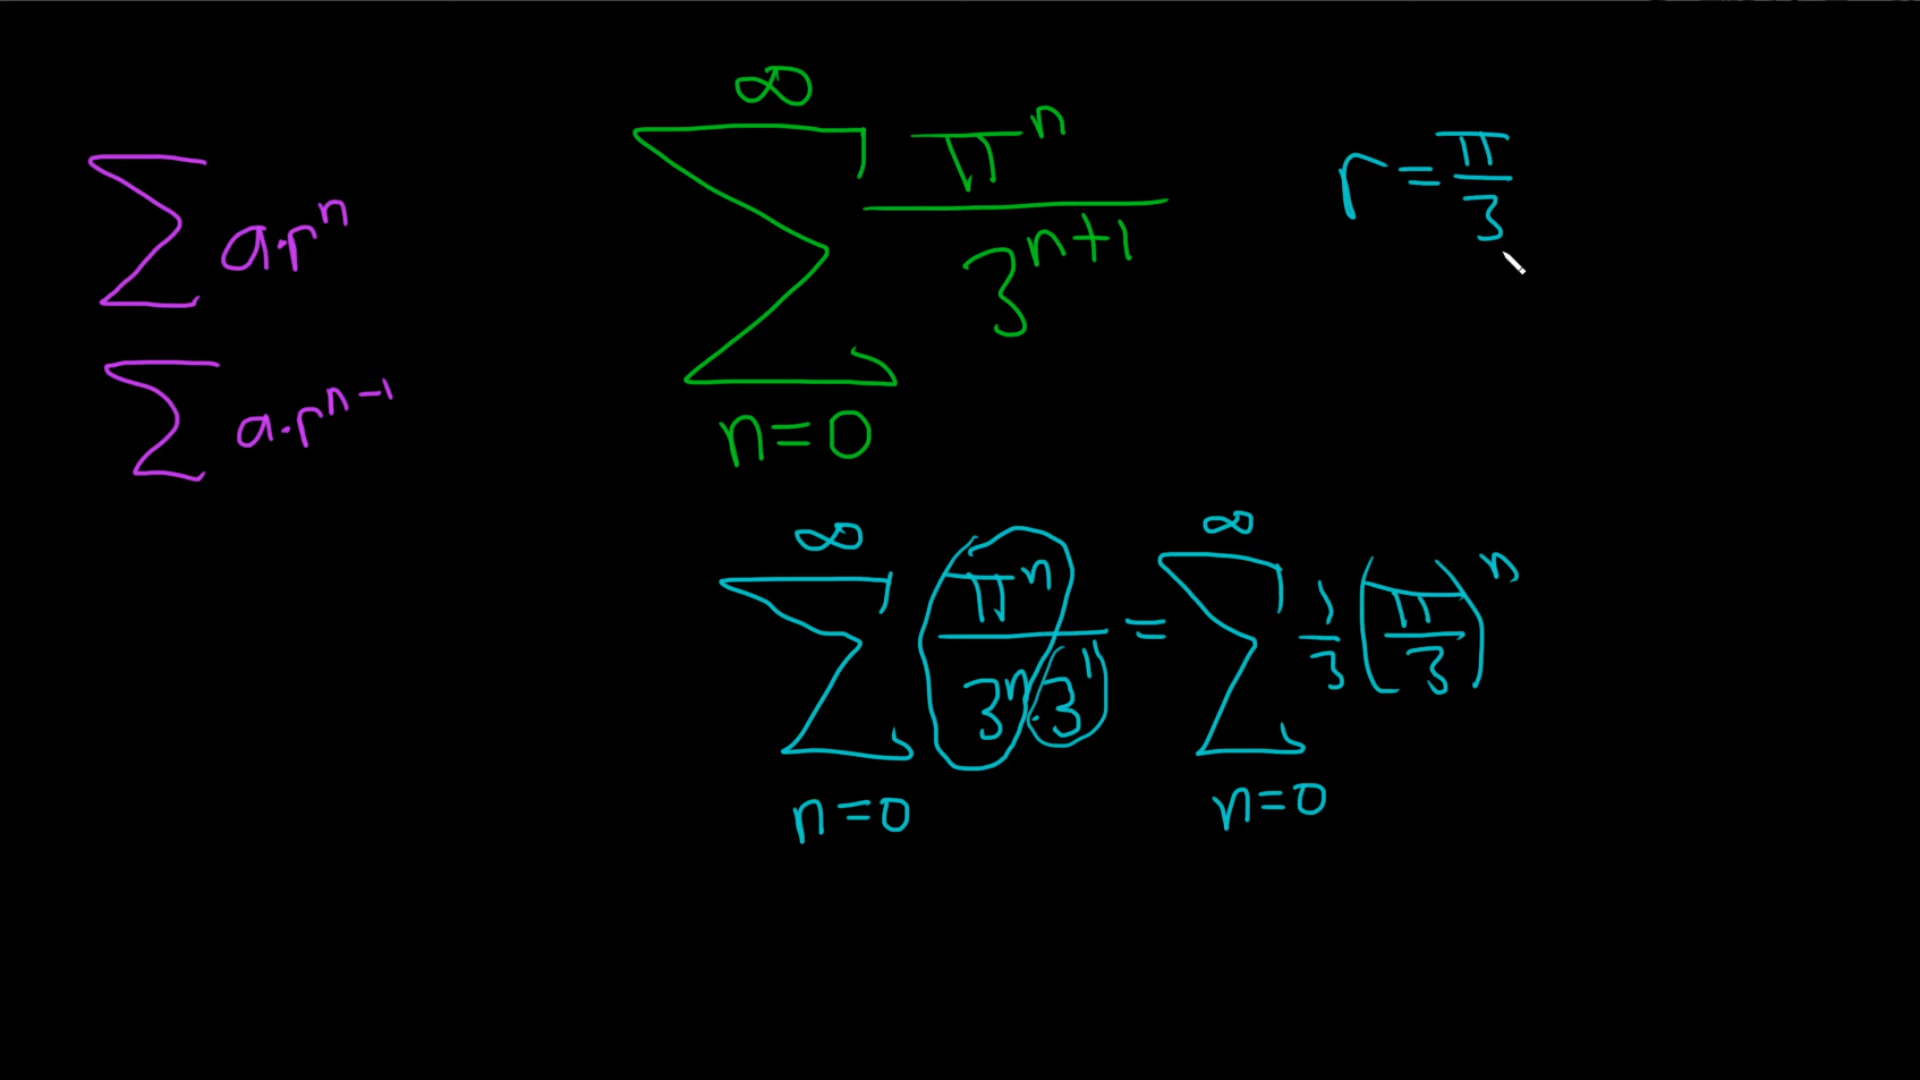 ∑ a·rⁿ
∑ a·rⁿ⁻¹
∞ ∑ n=0 πⁿ / 3ⁿ⁺¹
r = π/3
∞ ∑ n=0 πⁿ / 3ⁿ·3¹ = ∞ ∑ n=0 1/3 (π/3)ⁿ